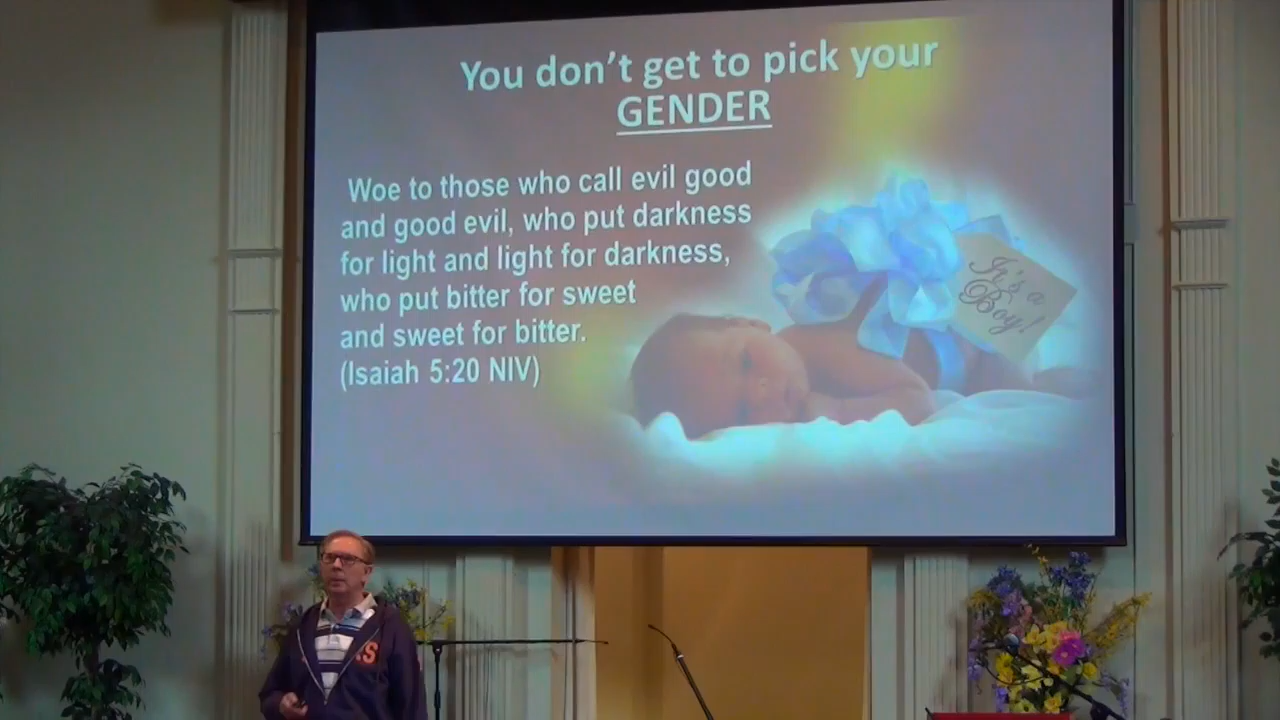 You don't get to pick your
GENDER
Woe to those who call evil good
and good evil, who put darkness
for light and light for darkness,
who put bitter for sweet
and sweet for bitter.
(Isaiah 5:20 NIV)
It's a
Boy!